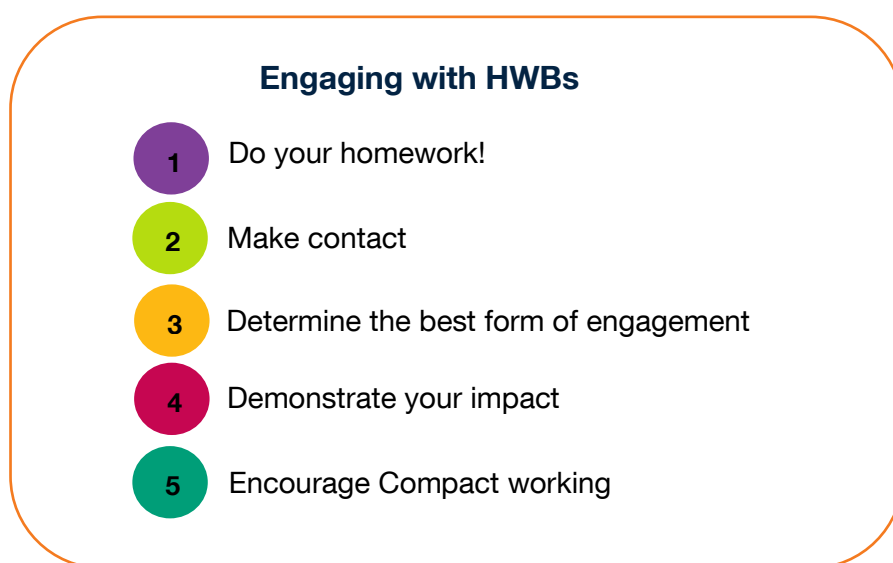 Engaging with HWBs
1 Do your homework!
2 Make contact
3 Determine the best form of engagement
4 Demonstrate your impact
5 Encourage Compact working